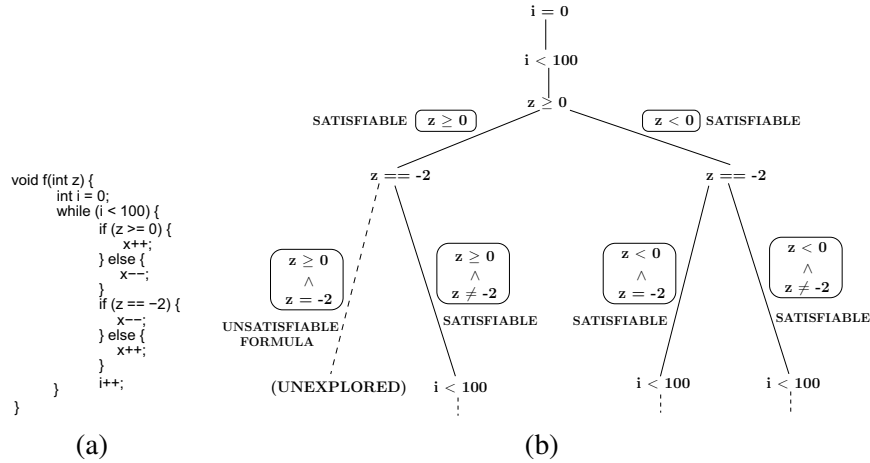 void f(int z) {
int i = 0;
while (i < 100) {
if (z >= 0) {
x++;
} else {
x−−;
}
if (z == −2) {
x−−;
} else {
x++;
}
i++;
}
}
(a)
i = 0
i < 100
z ≥ 0
SATISFIABLE z ≥ 0
z < 0 SATISFIABLE
z == -2
z == -2
z ≥ 0
∧
z = -2
UNSATISFIABLE
FORMULA
z ≥ 0
∧
z ≠ -2
SATISFIABLE
z < 0
∧
z = -2
SATISFIABLE
z < 0
∧
z ≠ -2
SATISFIABLE
(UNEXPLORED)
i < 100
i < 100
i < 100
(b)